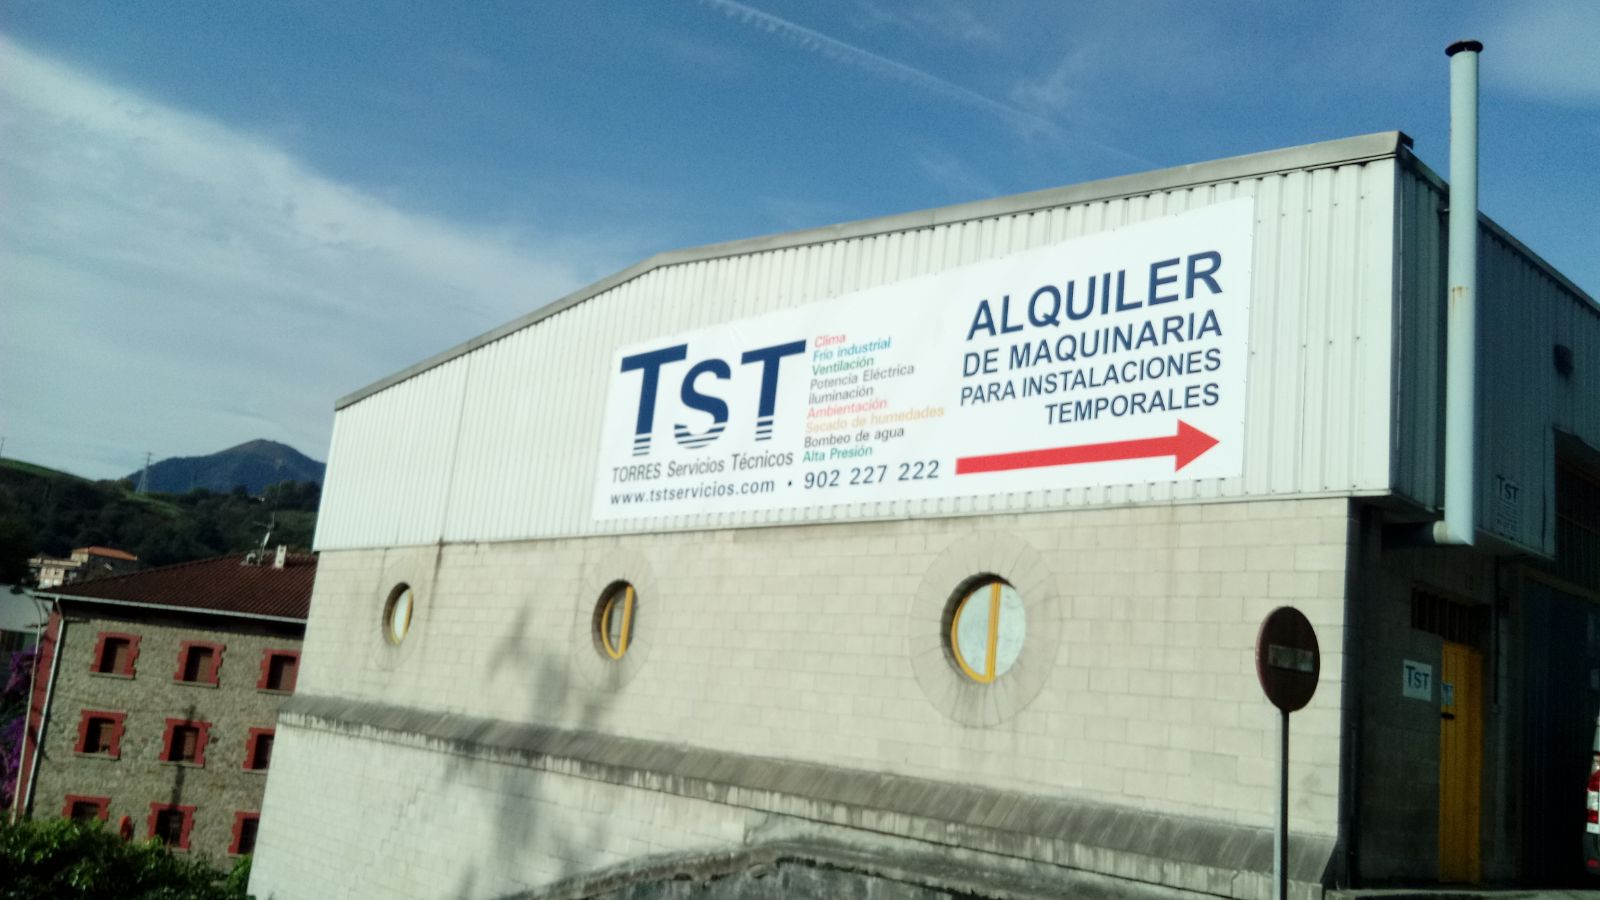 TST
TORRES Servicios Técnicos
www.tstservicios.com · 902 227 222
Clima
Frío industrial
Ventilación
Potencia Eléctrica
iluminación
Ambientación
Secado de humedades
Bombeo de agua
Alta Presión
ALQUILER
DE MAQUINARIA
PARA INSTALACIONES
TEMPORALES
TST
TST